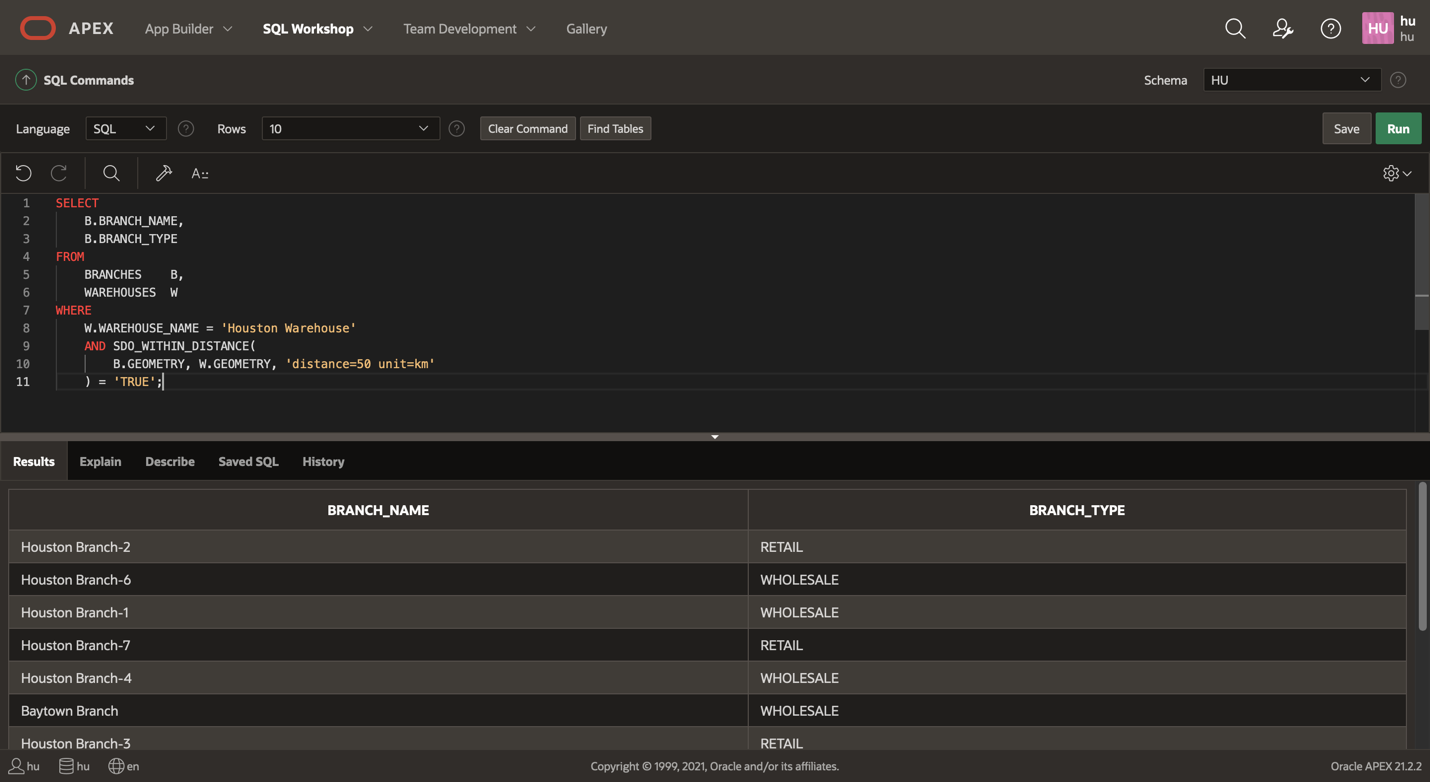 APEX App Builder SQL Workshop Team Development Gallery HU hu
hu
SQL Commands Schema HU
Language SQL Rows 10 Clear Command Find Tables Save Run
A::
1 SELECT
2 B.BRANCH_NAME,
3 B.BRANCH_TYPE
4 FROM
5 BRANCHES B,
6 WAREHOUSES W
7 WHERE
8 W.WAREHOUSE_NAME = 'Houston Warehouse'
9 AND SDO_WITHIN_DISTANCE(
10 B.GEOMETRY, W.GEOMETRY, 'distance=50 unit=km'
11 ) = 'TRUE';
Results Explain Describe Saved SQL History
BRANCH_NAME BRANCH_TYPE
Houston Branch-2 RETAIL
Houston Branch-6 WHOLESALE
Houston Branch-1 WHOLESALE
Houston Branch-7 RETAIL
Houston Branch-4 WHOLESALE
Baytown Branch WHOLESALE
Houston Branch-3 RETAIL
hu hu en Copyright © 1999, 2021, Oracle and/or its affiliates. Oracle APEX 21.2.2